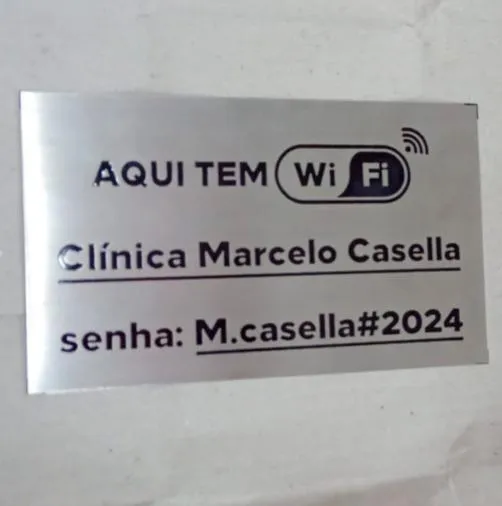 AQUI TEM Wi Fi
Clínica Marcelo Casella
senha: M.casella#2024